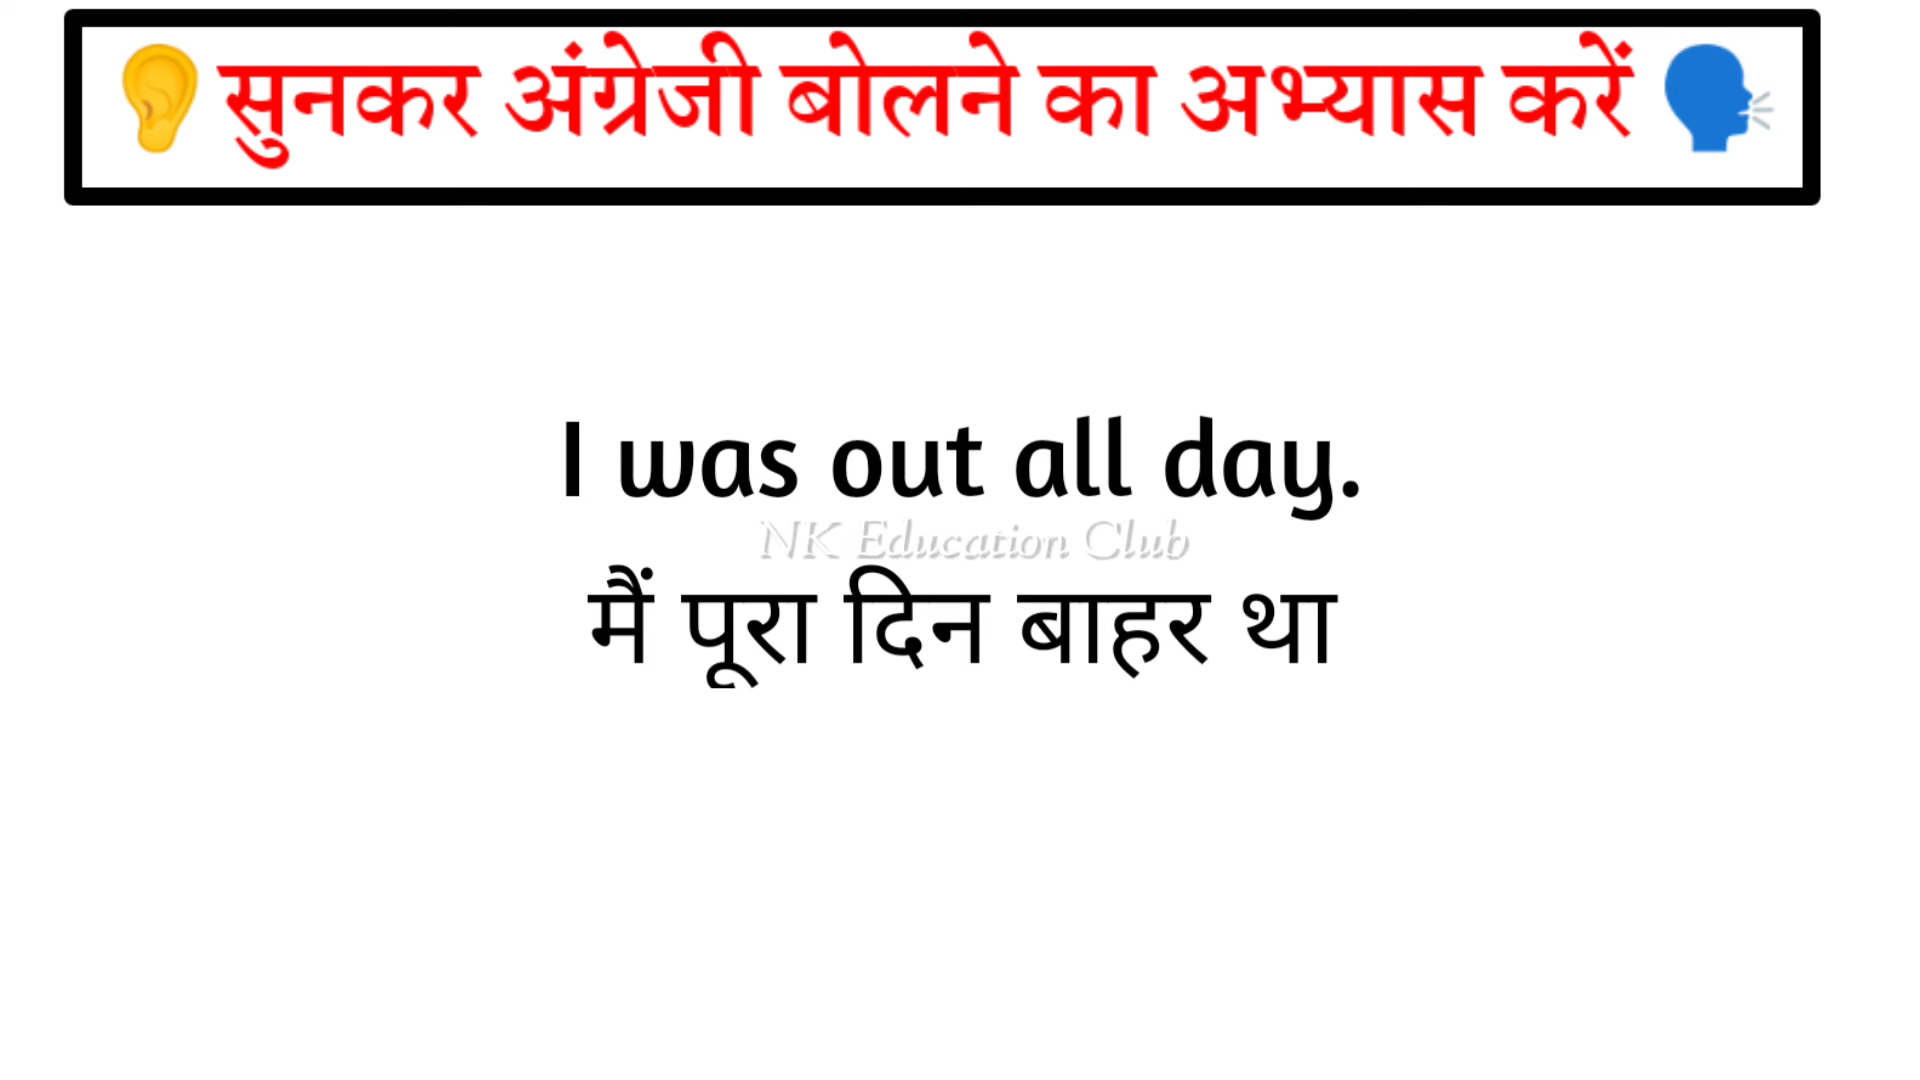 👂सुनकर अंग्रेजी बोलने का अभ्यास करें🗣️
I was out all day.
NK Education Club
मैं पूरा दिन बाहर था